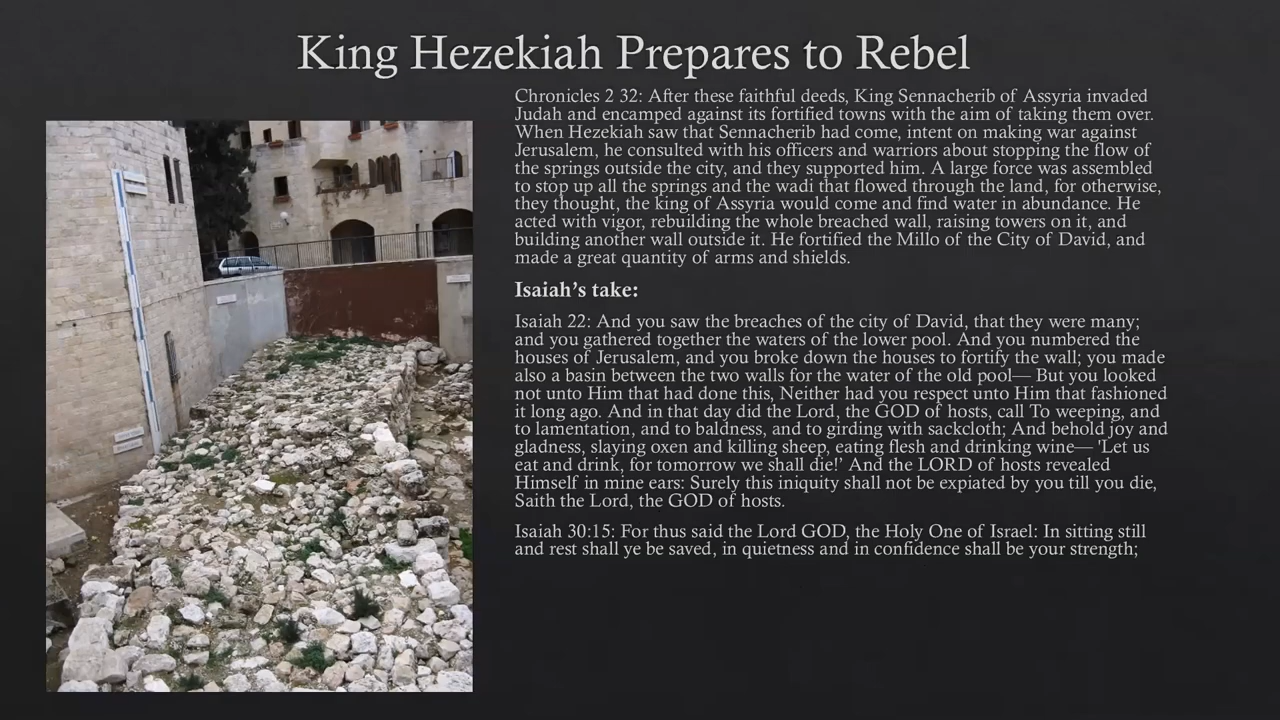 King Hezekiah Prepares to Rebel
Chronicles 2 32: After these faithful deeds, King Sennacherib of Assyria invaded
Judah and encamped against its fortified towns with the aim of taking them over.
When Hezekiah saw that Sennacherib had come, intent on making war against
Jerusalem, he consulted with his officers and warriors about stopping the flow of
the springs outside the city, and they supported him. A large force was assembled
to stop up all the springs and the wadi that flowed through the land, for otherwise,
they thought, the king of Assyria would come and find water in abundance. He
acted with vigor, rebuilding the whole breached wall, raising towers on it, and
building another wall outside it. He fortified the Millo of the City of David, and
made a great quantity of arms and shields.
Isaiah's take:
Isaiah 22: And you saw the breaches of the city of David, that they were many;
and you gathered together the waters of the lower pool. And you numbered the
houses of Jerusalem, and you broke down the houses to fortify the wall; you made
also a basin between the two walls for the water of the old pool— But you looked
not unto Him that had done this, Neither had you respect unto Him that fashioned
it long ago. And in that day did the Lord, the GOD of hosts, call To weeping, and
to lamentation, and to baldness, and to girding with sackcloth; And behold joy and
gladness, slaying oxen and killing sheep, eating flesh and drinking wine— 'Let us
eat and drink, for tomorrow we shall die!' And the LORD of hosts revealed
Himself in mine ears: Surely this iniquity shall not be expiated by you till you die,
Saith the Lord, the GOD of hosts.
Isaiah 30:15: For thus said the Lord GOD, the Holy One of Israel: In sitting still
and rest shall ye be saved, in quietness and in confidence shall be your strength;